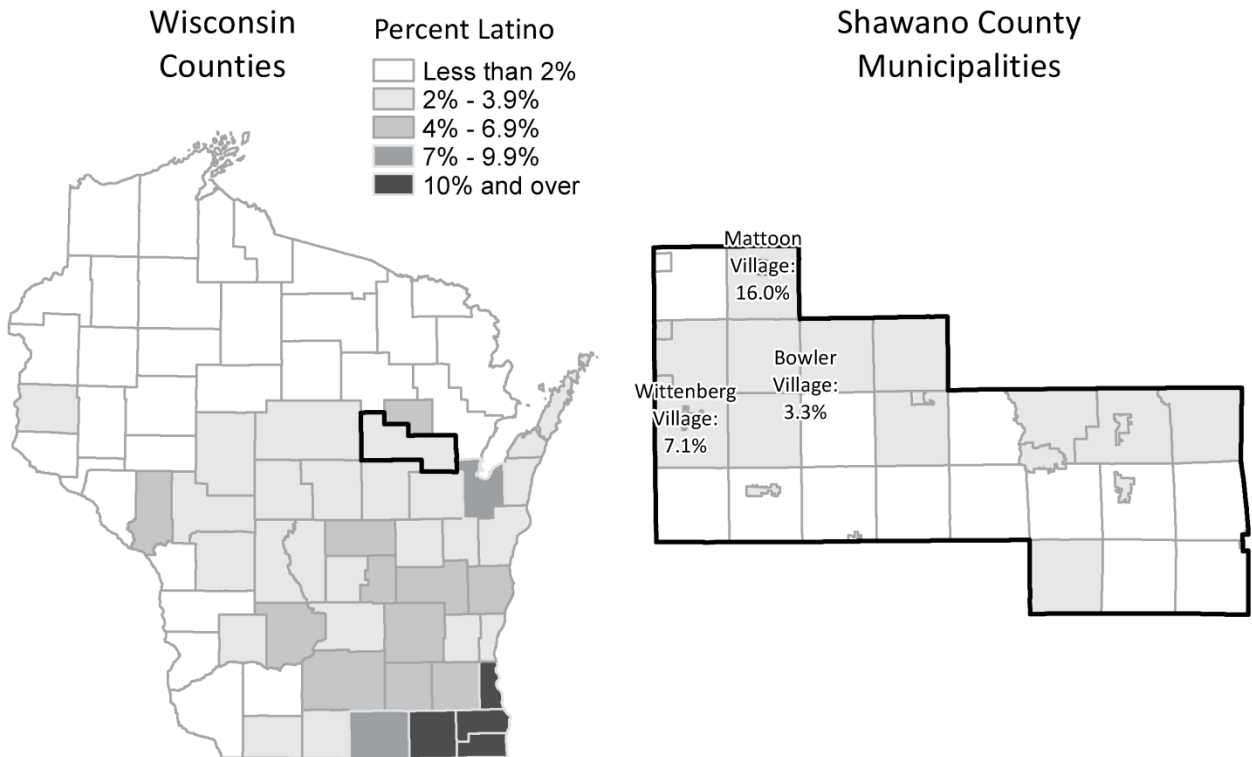 Wisconsin
Counties
Percent Latino
Less than 2%
2% - 3.9%
4% - 6.9%
7% - 9.9%
10% and over
Shawano County
Municipalities
Mattoon
Village:
16.0%
Bowler
Village:
3.3%
Wittenberg
Village:
7.1%